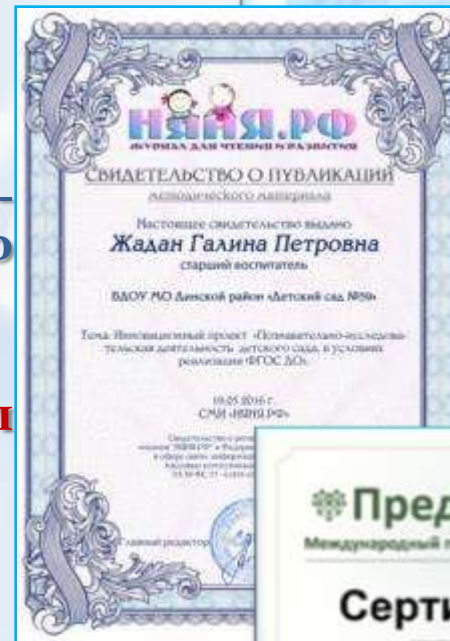 НЯНЯ.РФ
ЖУРНАЛ ДЛЯ ЧТЕНИЯ И РАЗВИТИЯ
СВИДЕТЕЛЬСТВО О ПУБЛИКАЦИИ
методического материала
Настоящее свидетельство выдано
Жадан Галина Петровна
старший воспитатель
БДОУ МО Динской район «Детский сад №59»
Тема: Инновационный проект «Познавательно-исследова-
тельская деятельность детского сада, в условиях
реализации ФГОС ДО».
СМИ «НЯНЯ.РФ»
Главный редактор
Пред
Международный
Серти